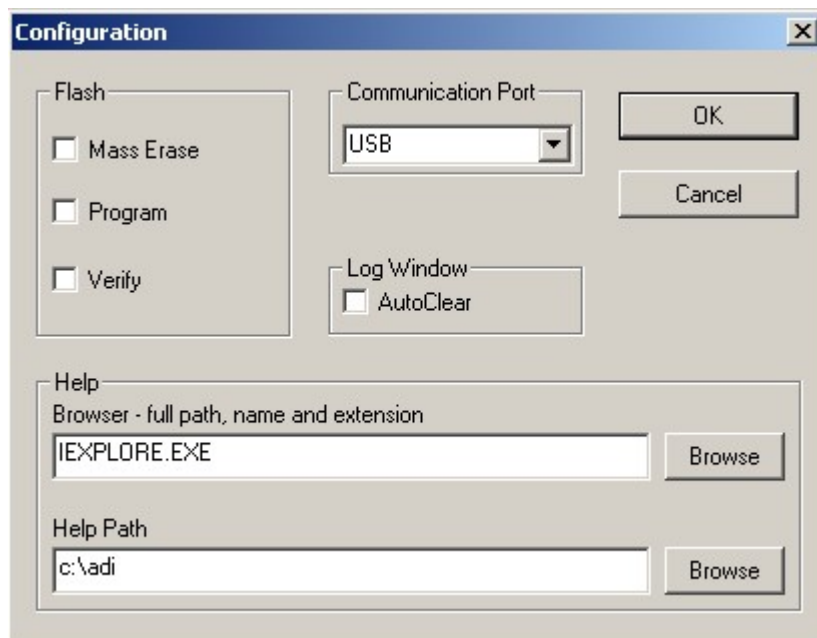 Configuration
Flash
Mass Erase
Program
Verify
Communication Port
USB
Log Window
AutoClear
OK
Cancel
Help
Browser - full path, name and extension
IEXPLORE.EXE
Browse
Help Path
c:\adi
Browse